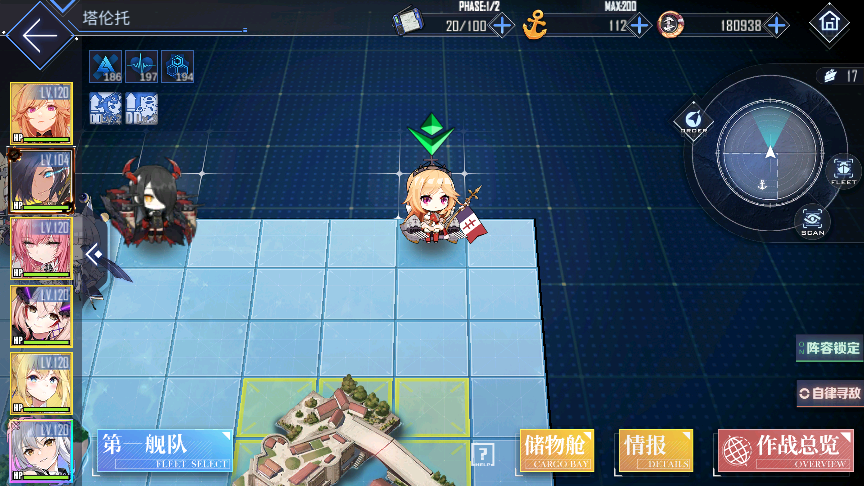 塔伦托
PHASE:1/2
20/100
MAX:200
112
180938
186
197
194
17
LV.120
HP
LV.104
HP
LV.120
HP
LV.120
HP
LV.120
HP
LV.120
HP
ORDER
FLEET
SCAN
ON 阵容锁定
自律寻敌
第一舰队
FLEET SELECT
?
HELP
储物舱
CARGO BAY
情报
DETAILS
作战总览
OVERVIEW